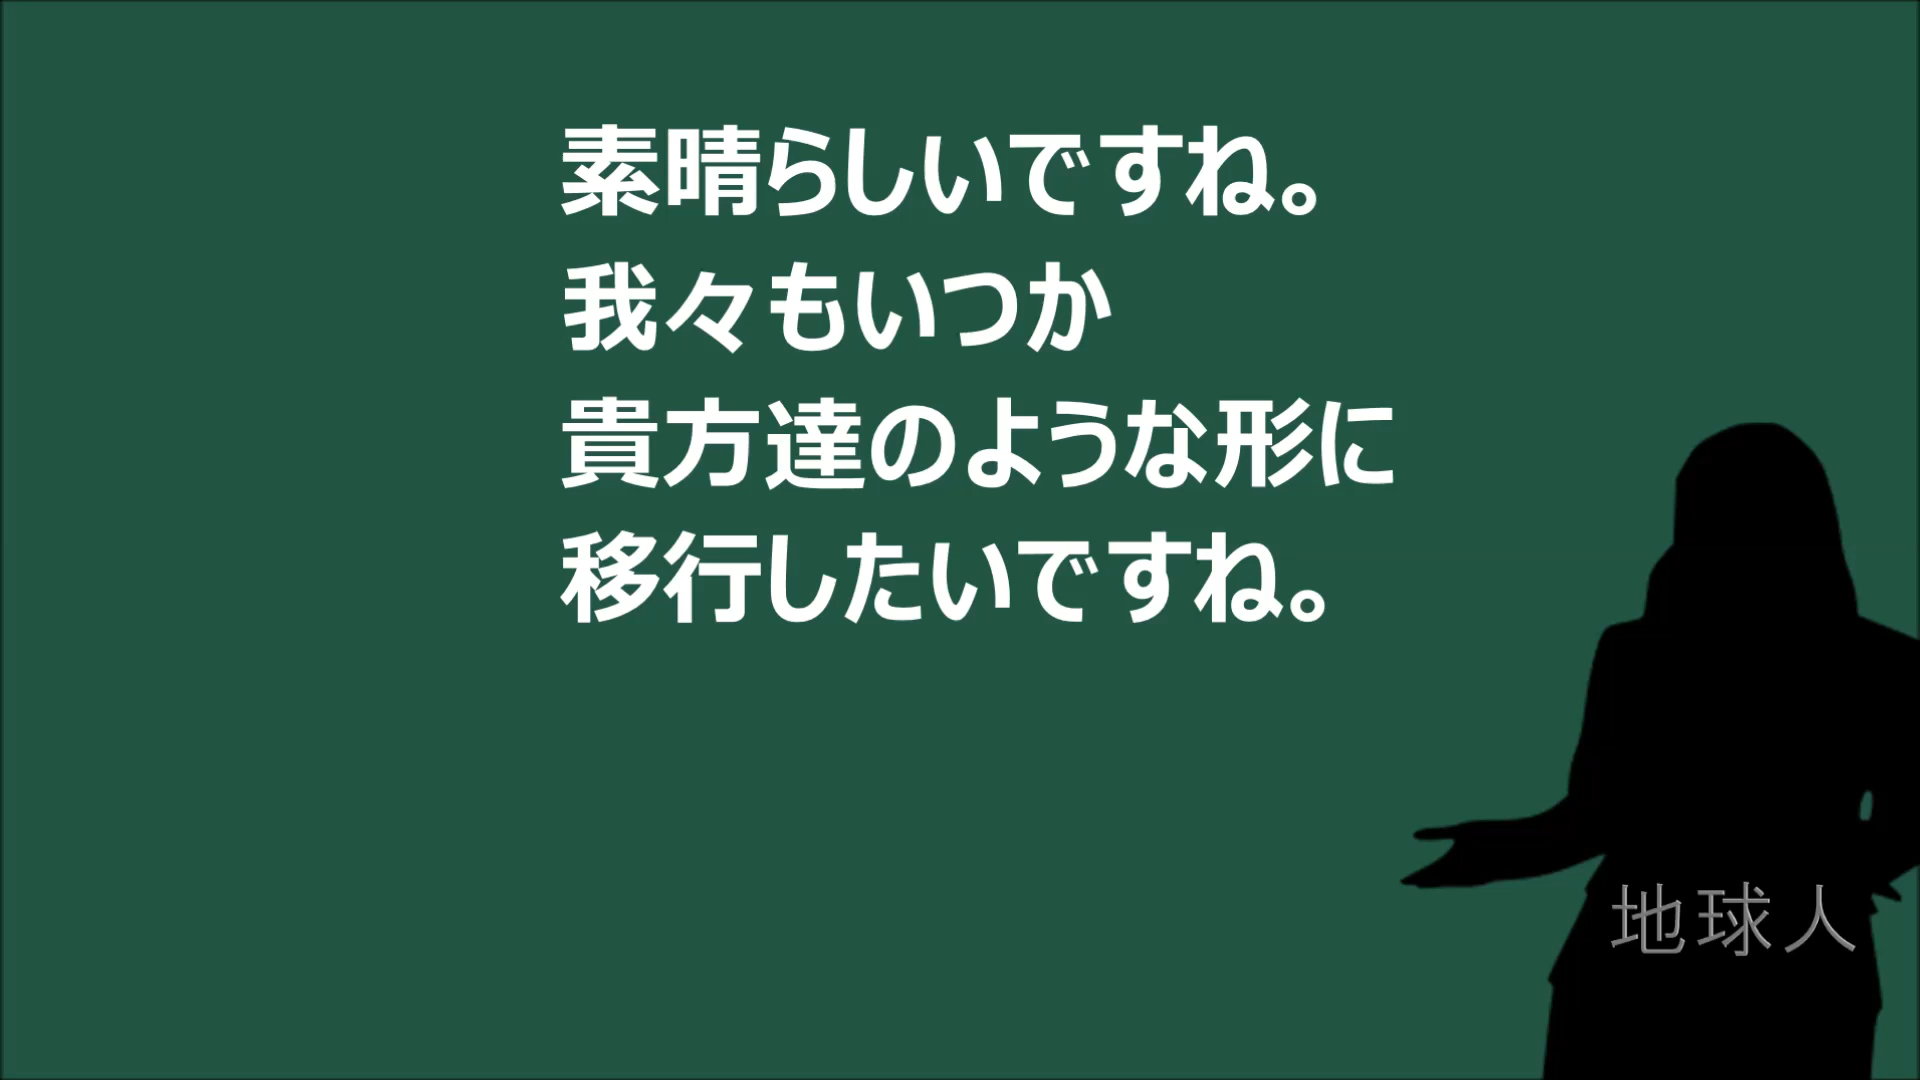 素晴らしいですね。
我々もいつか
貴方達のような形に
移行したいですね。
地球人